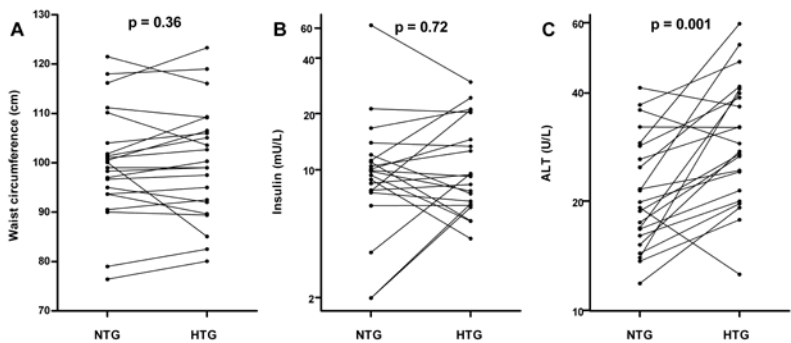 A
p = 0.36
Waist circumference (cm)
130
120
110
100
90
80
70
NTG
HTG
B
p = 0.72
Insulin (mU/L)
60
40
20
10
2
NTG
HTG
C
p = 0.001
ALT (U/L)
60
40
20
10
NTG
HTG